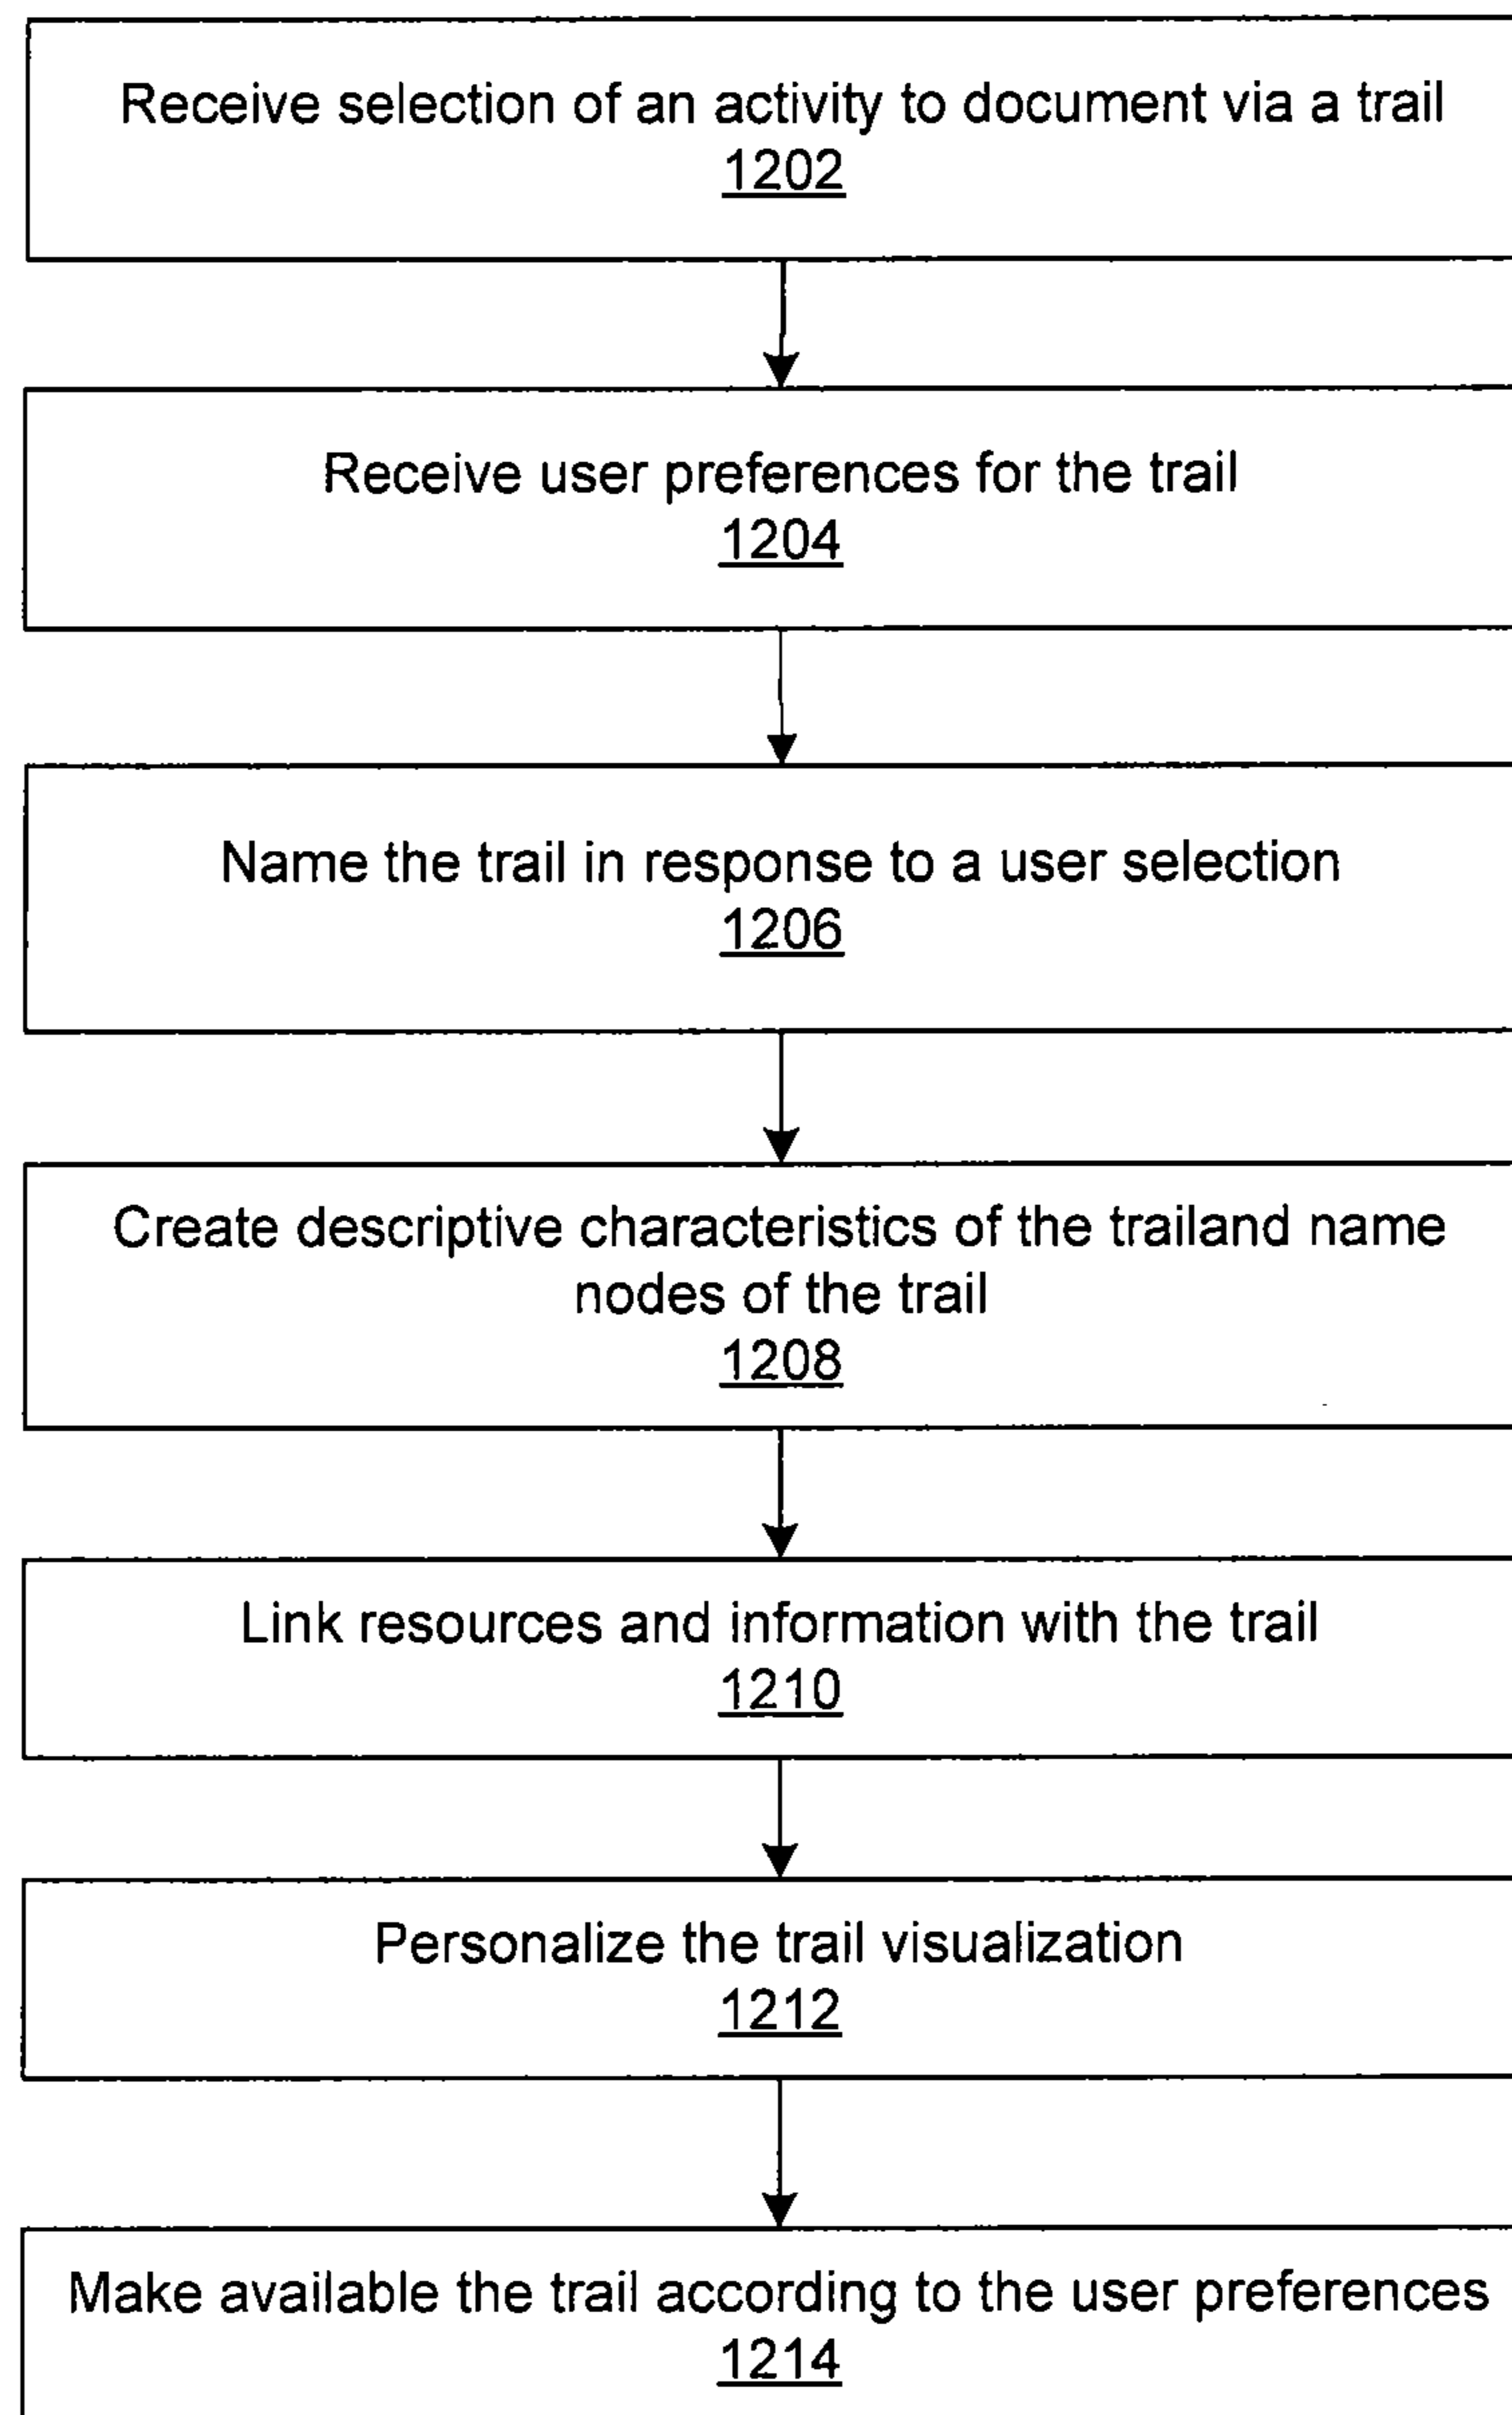 Receive selection of an activity to document via a trail
1202
Receive user preferences for the trail
1204
Name the trail in response to a user selection
1206
Create descriptive characteristics of the trailand name
nodes of the trail
1208
Link resources and information with the trail
1210
Personalize the trail visualization
1212
Make available the trail according to the user preferences
1214